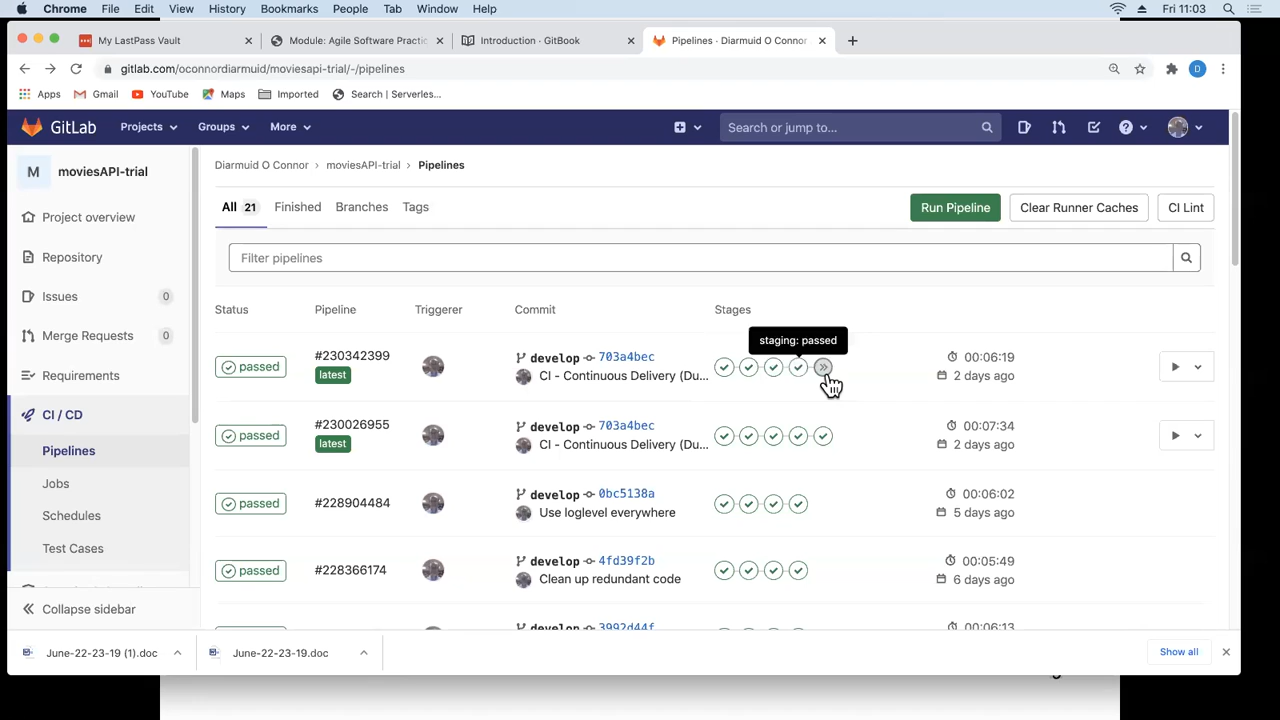 Chrome File Edit View History Bookmarks People Tab Window Help Fri 11:03
My LastPass Vault Module: Agile Software Practic Introduction · GitBook Pipelines · Diarmuid O Connor
gitlab.com/oconnordiarmuid/moviesapi-trial/-/pipelines D
Apps Gmail YouTube Maps Imported Search | Serverless...
GitLab Projects Groups More Search or jump to...
M moviesAPI-trial
Project overview
Repository
Issues 0
Merge Requests 0
Requirements
CI / CD
Pipelines
Jobs
Schedules
Test Cases
Collapse sidebar
Diarmuid O Connor › moviesAPI-trial › Pipelines
All 21 Finished Branches Tags Run Pipeline Clear Runner Caches CI Lint
Filter pipelines
Status Pipeline Triggerer Commit Stages
staging: passed
passed #230342399 develop 703a4bec 00:06:19
latest CI - Continuous Delivery (Du... 2 days ago
passed #230026955 develop 703a4bec 00:07:34
latest CI - Continuous Delivery (Du... 2 days ago
passed #228904484 develop 0bc5138a 00:06:02
Use loglevel everywhere 5 days ago
passed #228366174 develop 4fd39f2b 00:05:49
Clean up redundant code 6 days ago
develop 3992d44f 00:06:13
June-22-23-19 (1).doc June-22-23-19.doc Show all